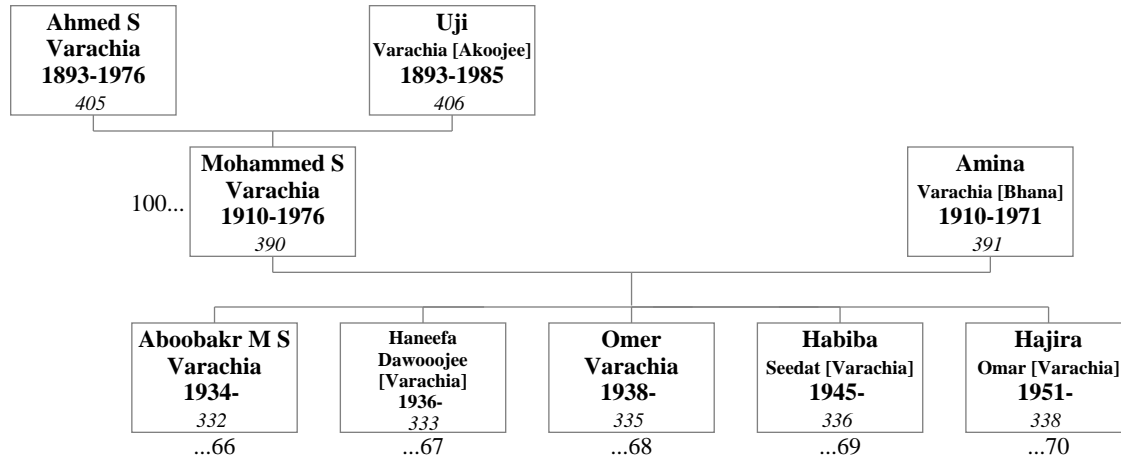 Ahmed S
Varachia
1893-1976
405
Uji
Varachia [Akoojee]
1893-1985
406
100...
Mohammed S
Varachia
1910-1976
390
Amina
Varachia [Bhana]
1910-1971
391
Aboobakr M S
Varachia
1934-
332
...66
Haneefa
Dawooojee
[Varachia]
1936-
333
...67
Omer
Varachia
1938-
335
...68
Habiba
Seedat [Varachia]
1945-
336
...69
Hajira
Omar [Varachia]
1951-
338
...70